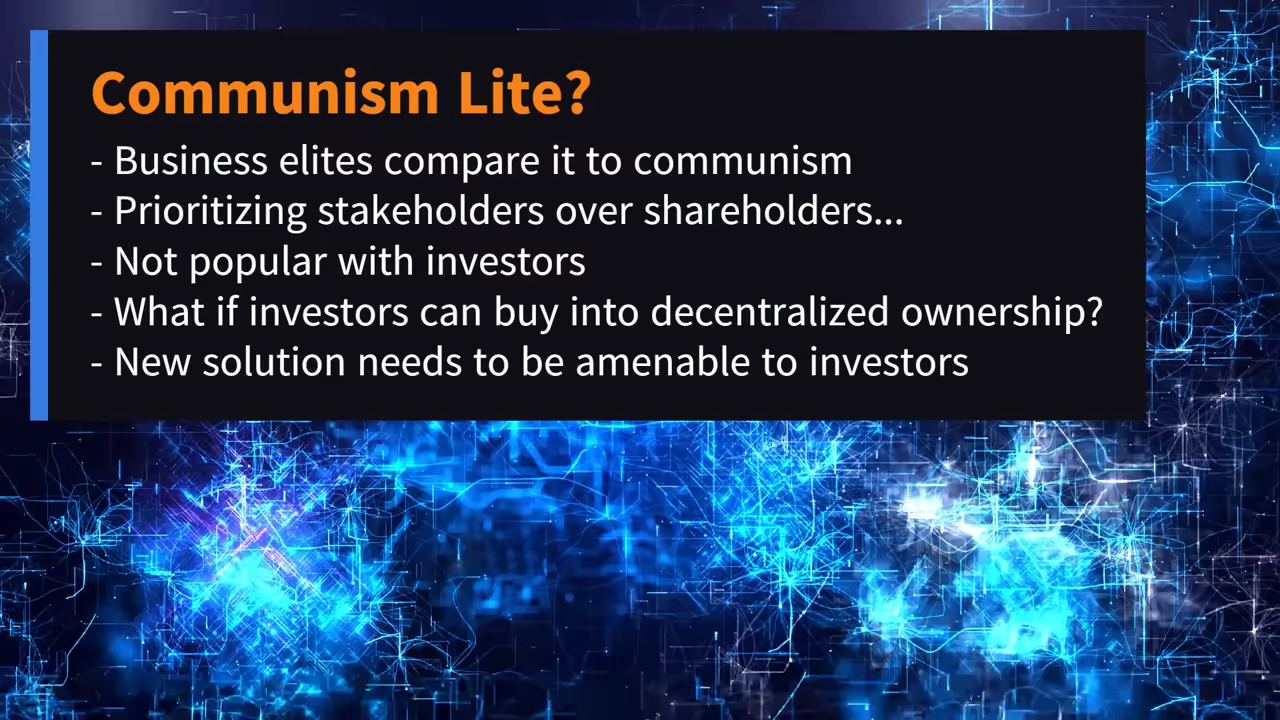 Communism Lite?
- Business elites compare it to communism
- Prioritizing stakeholders over shareholders...
- Not popular with investors
- What if investors can buy into decentralized ownership?
- New solution needs to be amenable to investors